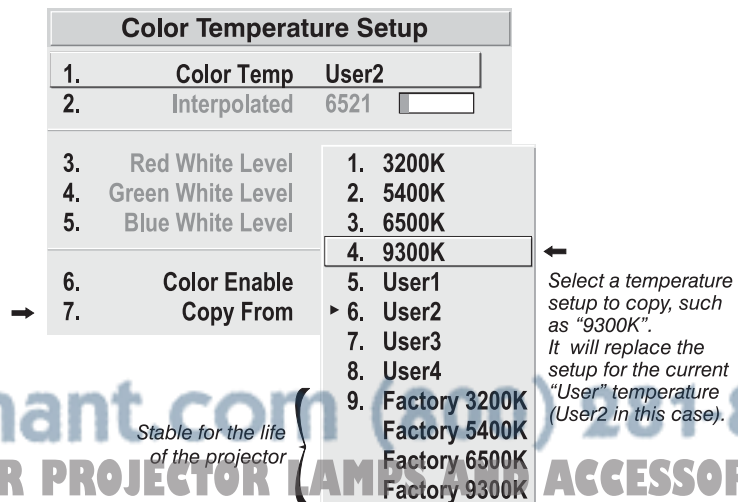 Color Temperature Setup
1. Color Temp User2
2. Interpolated 6521
3. Red White Level
4. Green White Level
5. Blue White Level
6. Color Enable
7. Copy From
1. 3200K
2. 5400K
3. 6500K
4. 9300K
5. User1
6. User2
7. User3
8. User4
9. Factory 3200K
Factory 5400K
Factory 6500K
Factory 9300K
Select a temperature
setup to copy, such
as “9300K”.
It will replace the
setup for the current
“User” temperature
(User2 in this case).
Stable for the life
of the projector
PROJECTOR LAMPS